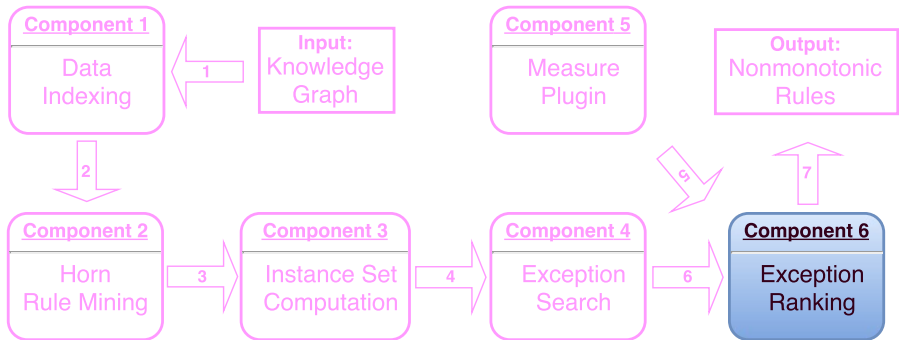 Component 1
Data
Indexing
1
Input:
Knowledge
Graph
Component 5
Measure
Plugin
Output:
Nonmonotonic
Rules
2
5
7
Component 2
Horn
Rule Mining
3
Component 3
Instance Set
Computation
4
Component 4
Exception
Search
6
Component 6
Exception
Ranking